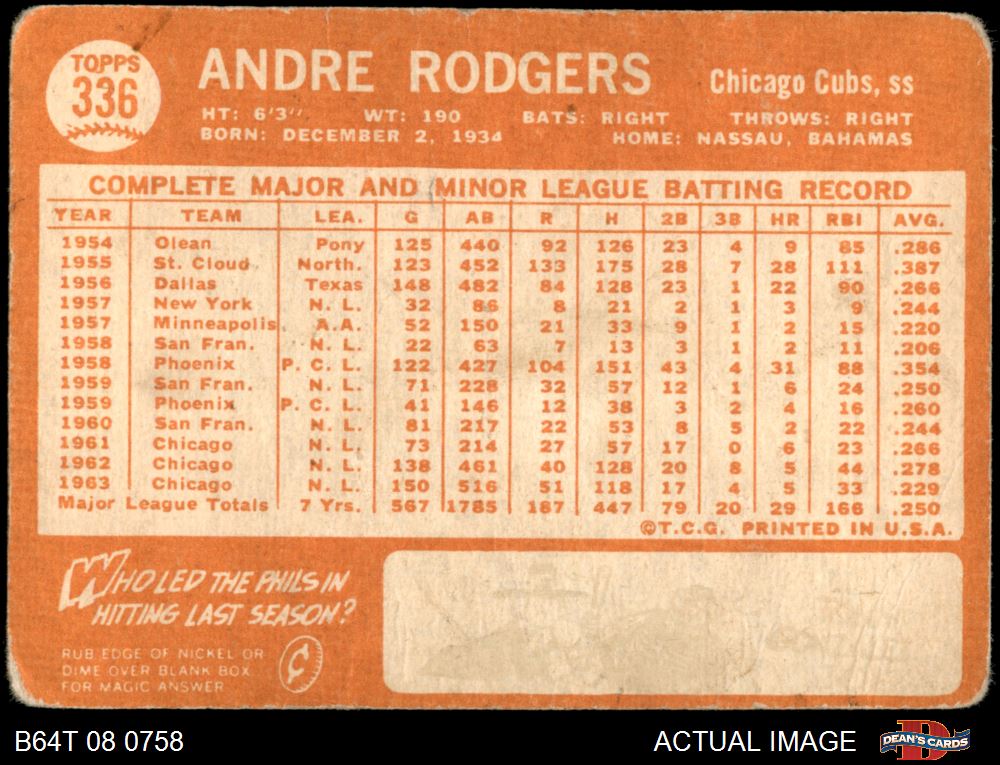 TOPPS
336
ANDRE RODGERS Chicago Cubs, ss
HT: 6'3" WT: 190 BATS: RIGHT THROWS: RIGHT
BORN: DECEMBER 2, 1934 HOME: NASSAU, BAHAMAS
COMPLETE MAJOR AND MINOR LEAGUE BATTING RECORD
YEAR TEAM LEA. G AB R H 2B 3B HR RBI AVG.
1954 Olean Pony 125 440 92 126 23 4 9 85 .286
1955 St. Cloud North. 123 452 133 175 28 7 28 111 .387
1956 Dallas Texas 148 482 84 128 23 1 22 90 .266
1957 New York N. L. 32 86 8 21 2 1 3 9 .244
1957 Minneapolis A.A. 52 150 21 33 9 1 2 15 .220
1958 San Fran. N. L. 22 63 7 13 3 1 2 11 .206
1958 Phoenix P. C. L. 122 427 104 151 43 4 31 88 .354
1959 San Fran. N. L. 71 228 32 57 12 1 6 24 .250
1959 Phoenix P. C. L. 41 146 12 38 3 2 4 16 .260
1960 San Fran. N. L. 81 217 22 53 8 5 2 22 .244
1961 Chicago N. L. 73 214 27 57 17 0 6 23 .266
1962 Chicago N. L. 138 461 40 128 20 8 5 44 .278
1963 Chicago N. L. 150 516 51 118 17 4 5 33 .229
Major League Totals 7 Yrs. 567 1785 187 447 79 20 29 166 .250
©T.C.G. PRINTED IN U.S.A.
WHO LED THE PHILS IN
HITTING LAST SEASON?
RUB EDGE OF NICKEL OR
DIME OVER BLANK BOX
FOR MAGIC ANSWER
¢
B64T 08 0758 ACTUAL IMAGE
D
DEAN'S CARDS